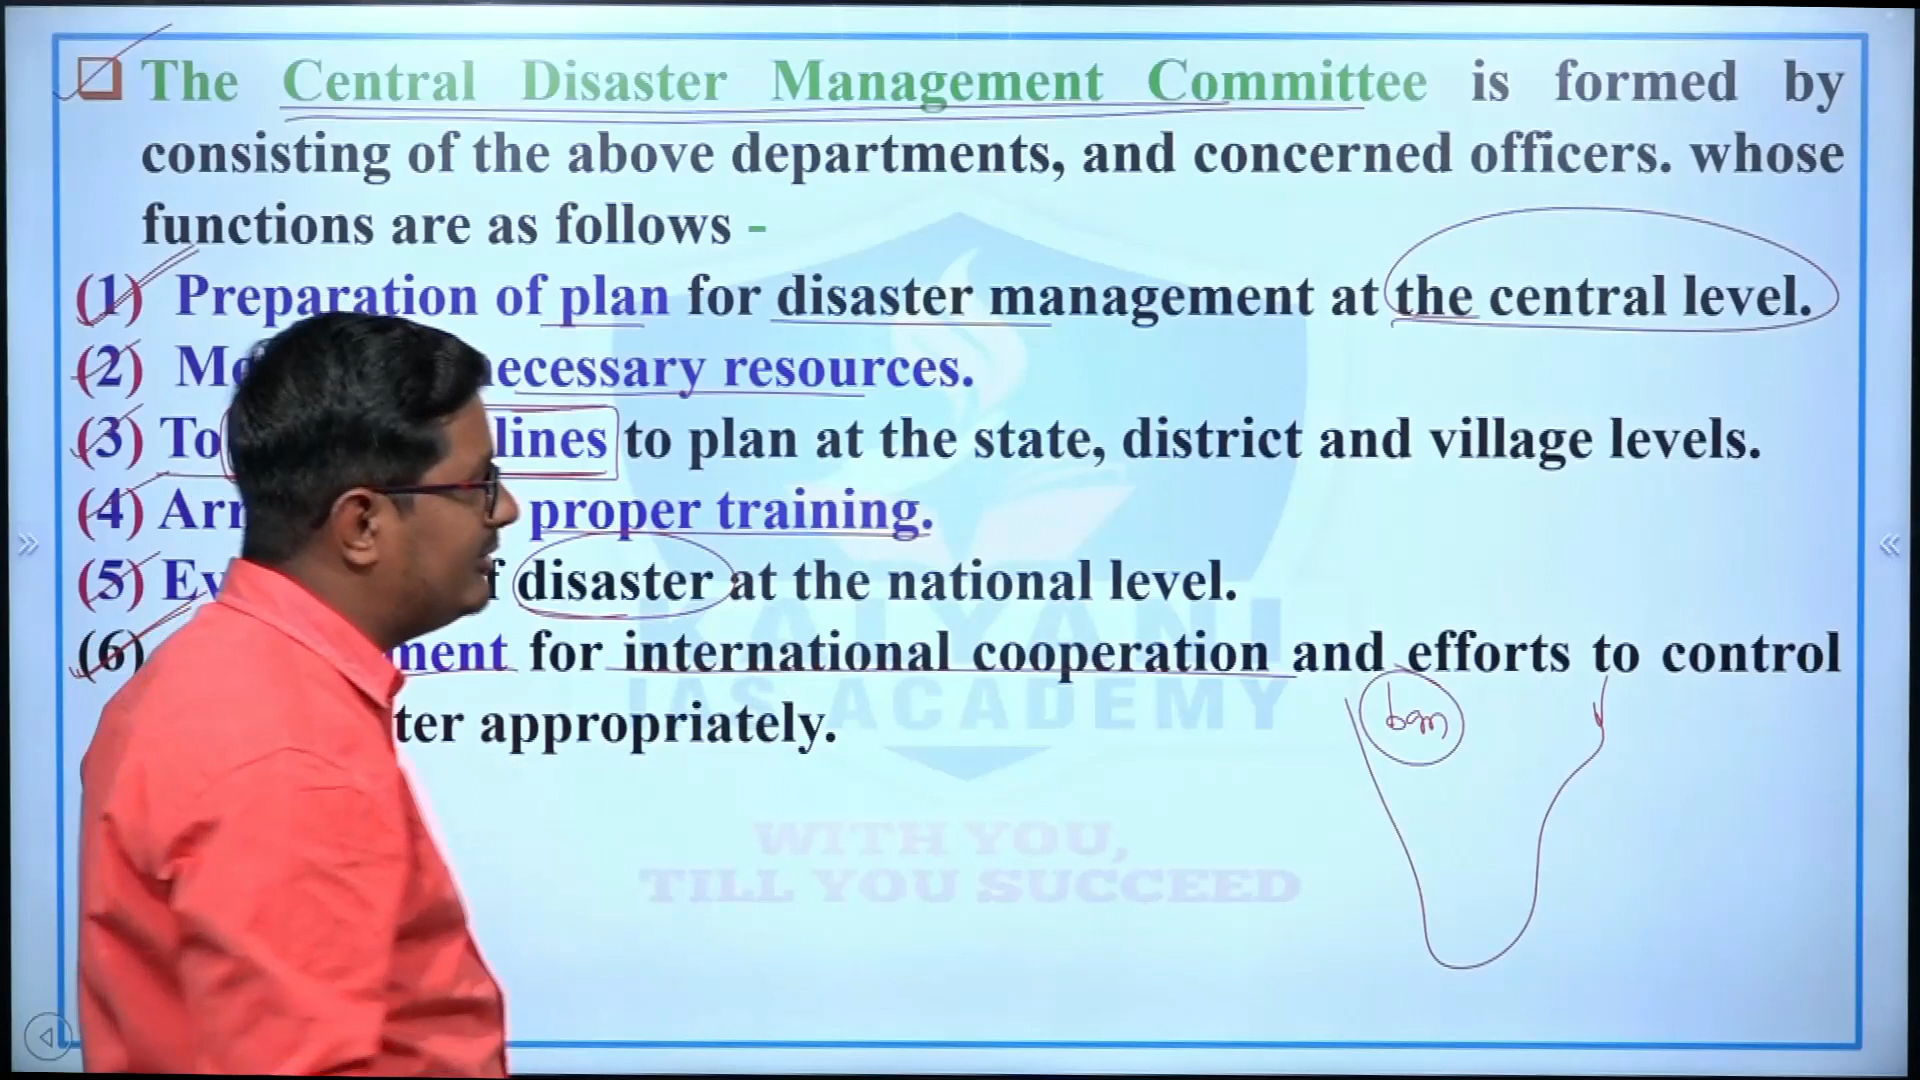 The Central Disaster Management Committee is formed by
consisting of the above departments, and concerned officers. whose
functions are as follows -
(1) Preparation of plan for disaster management at the central level.
(2) necessary resources.
(3) To lines to plan at the state, district and village levels.
(4) proper training.
(5) disaster at the national level.
(6) ment for international cooperation and efforts to control
ter appropriately.
KALYANI
IAS ACADEMY
WITH YOU,
TILL YOU SUCCEED